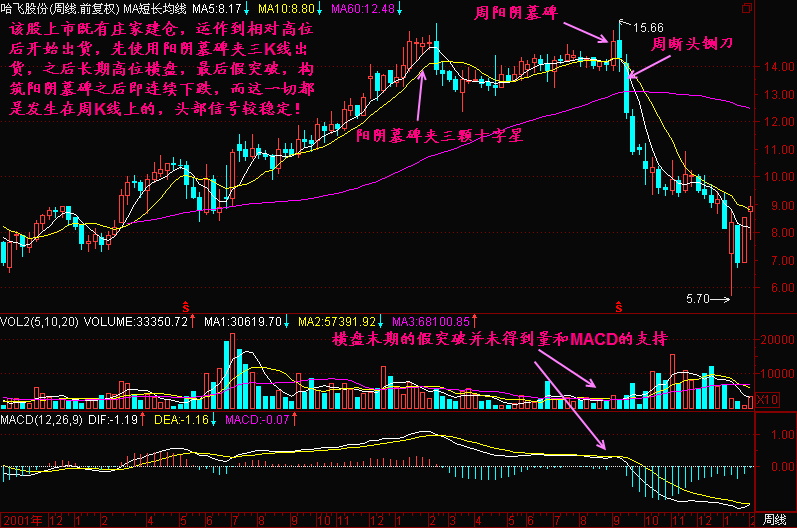 哈飞股份(周线.前复权) MA短长均线 MA5:8.17↓ MA10:8.80↓ MA60:12.48↓
该股上市既有庄家建仓，运作到相对高位
后开始出货，先使用阳阴墓碑夹三K线出
货，之后长期高位横盘，最后假突破，构
筑阳阴墓碑之后即连续下跌，而这一切都
是发生在周K线上的，头部信号较稳定！
周阳阴墓碑
15.66
周断头铡刀
14.00
13.00
12.00
11.00
10.00
9.00
8.00
7.00
6.00
阳阴墓碑夹三颗十字星
5.70
S
S
VOL2(5,10,20) VOLUME:33350.72↑ MA1:30619.70↓ MA2:57391.92↓ MA3:68100.85↑
横盘末期的假突破并未得到量和MACD的支持
20000
10000
X10
MACD(12,26,9) DIF:-1.19↑ DEA:-1.16↓ MACD:-0.07↑
1.00
0.00
2001年 12 1 2 4 5 6 7 8 9 10 11 12 1 2 3 4 5 6 7 8 9 10 11 12 1 2 周线